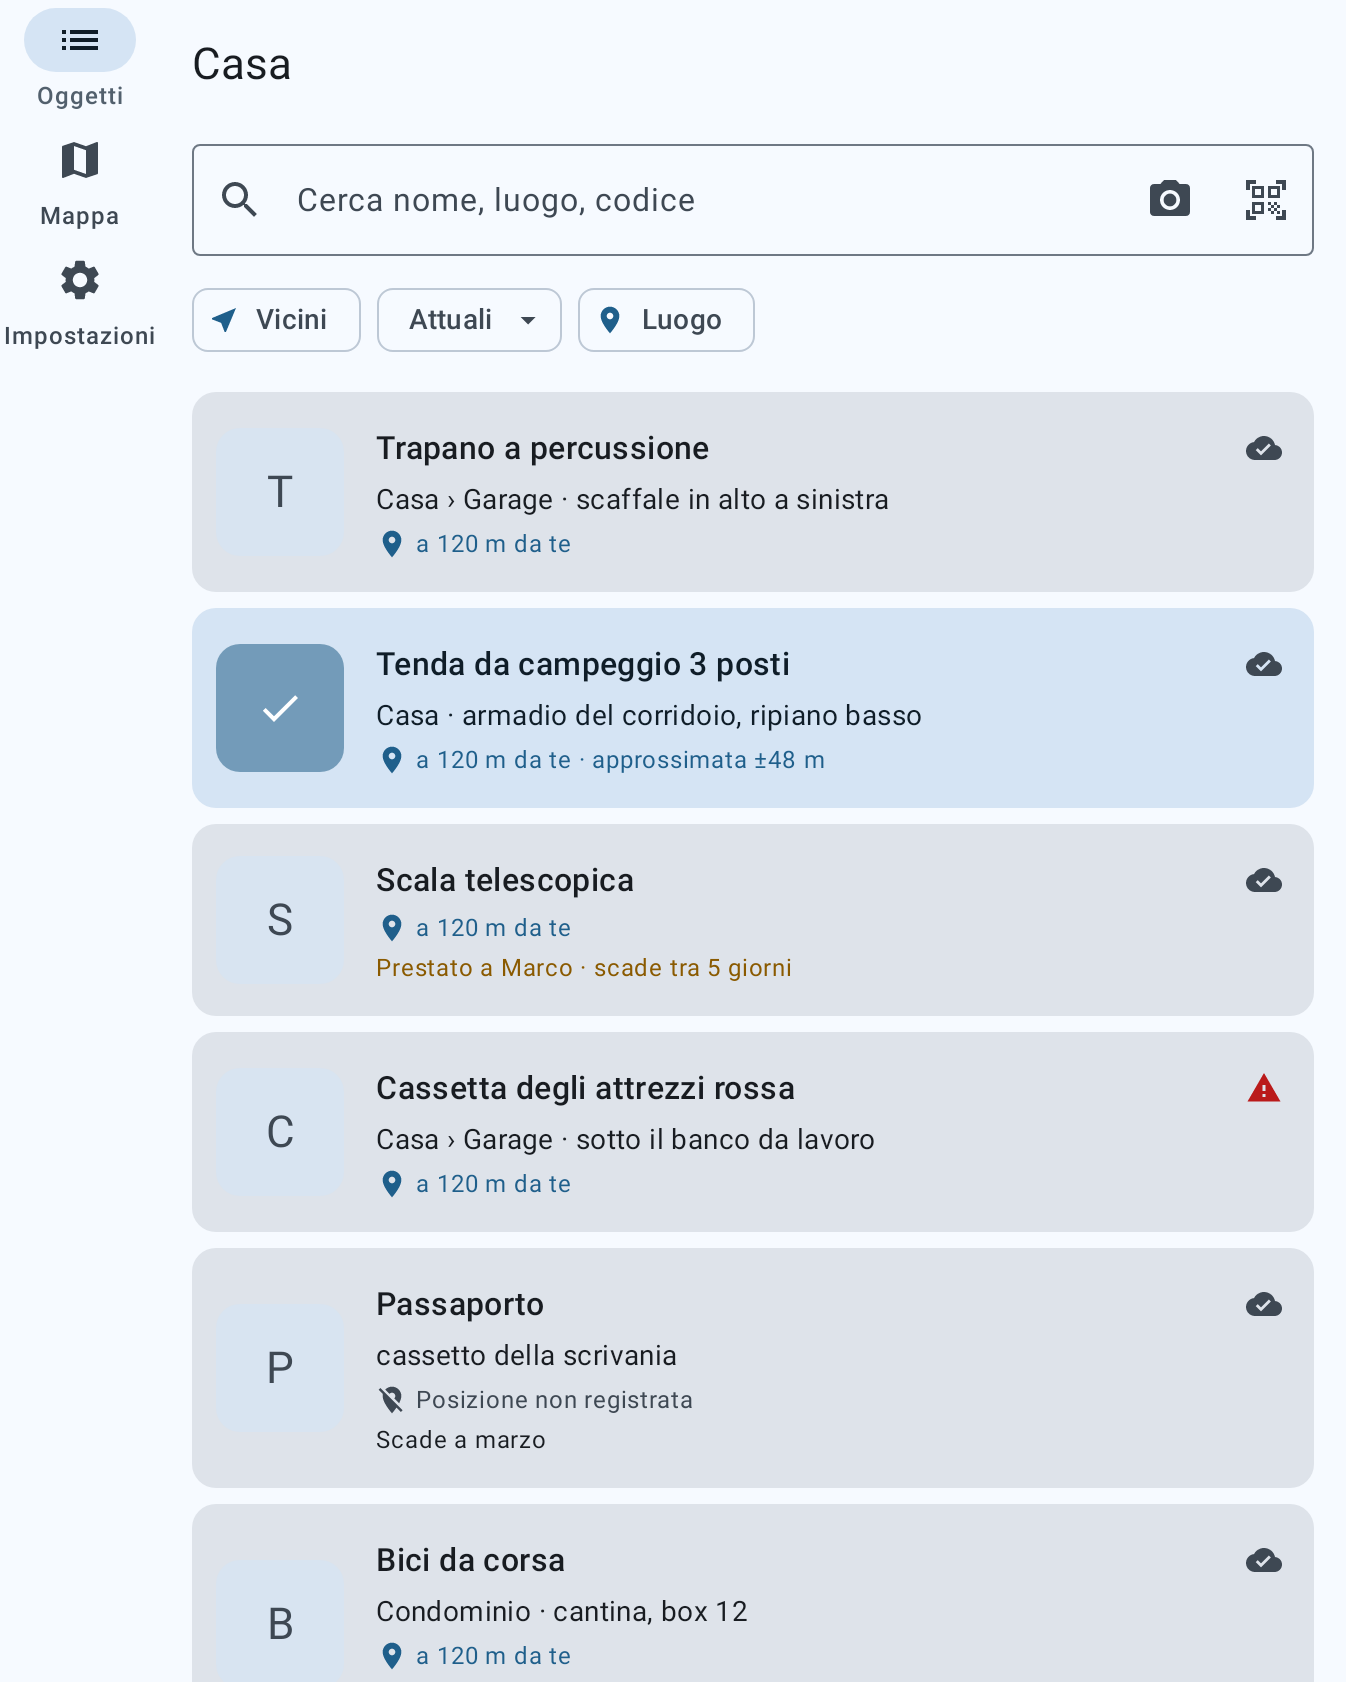 Oggetti
Mappa
Impostazioni
Casa
Cerca nome, luogo, codice
Vicini
Attuali
Luogo
T
Trapano a percussione
Casa › Garage · scaffale in alto a sinistra
a 120 m da te
Tenda da campeggio 3 posti
Casa · armadio del corridoio, ripiano basso
a 120 m da te · approssimata ±48 m
S
Scala telescopica
a 120 m da te
Prestato a Marco · scade tra 5 giorni
C
Cassetta degli attrezzi rossa
Casa › Garage · sotto il banco da lavoro
a 120 m da te
P
Passaporto
cassetto della scrivania
Posizione non registrata
Scade a marzo
B
Bici da corsa
Condominio · cantina, box 12
a 120 m da te